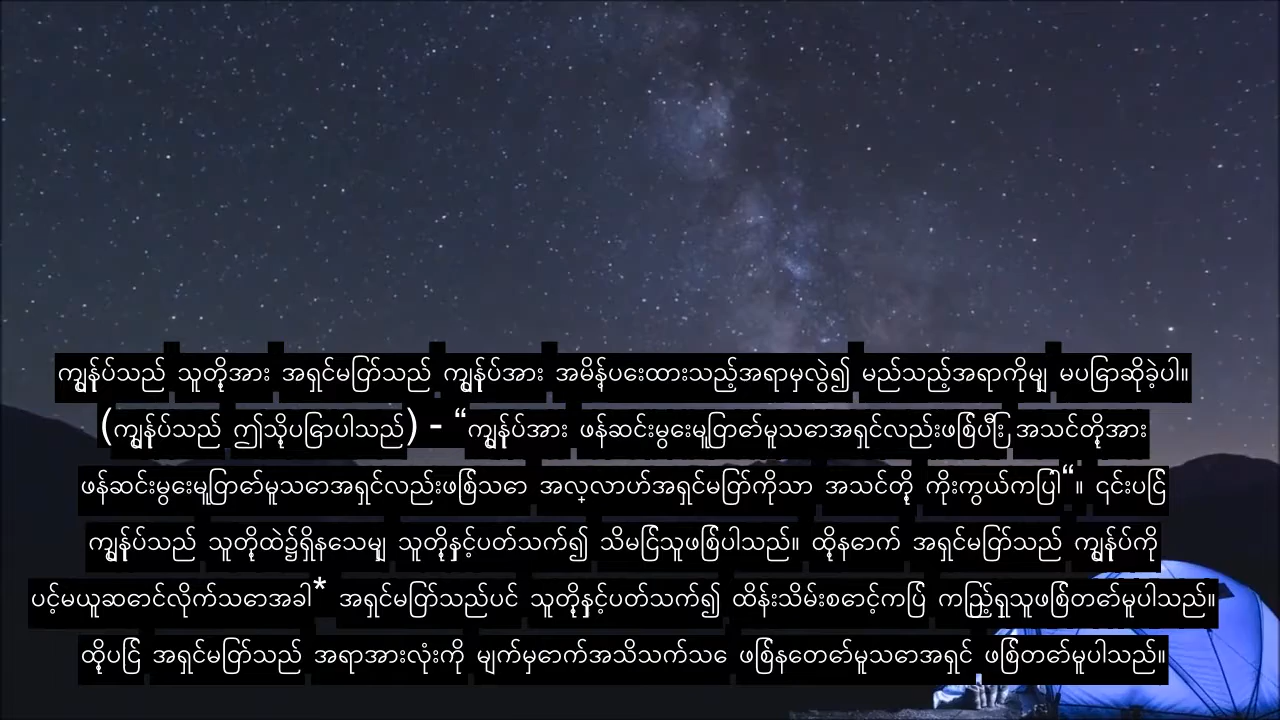 ကျွန်ုပ်သည် သူတို့အား အရှင်မြတ်သည် ကျွန်ုပ်အား အမိန့်ပေးထားသည့်အရာမှလွဲ၍ မည်သည့်အရာကိုမျှ မပြောဆိုခဲ့ပါ။
(ကျွန်ုပ်သည် ဤသို့ပြောပါသည်) - “ကျွန်ုပ်အား ဖန်ဆင်းမွေးမြူတော်မူသောအရှင်လည်းဖြစ်ပြီး အသင်တို့အား
ဖန်ဆင်းမွေးမြူတော်မူသောအရှင်လည်းဖြစ်သော အလ္လာဟ်အရှင်မြတ်ကိုသာ အသင်တို့ ကိုးကွယ်ကြပါ“။ ၎င်းပြင်
ကျွန်ုပ်သည် သူတို့ထဲ၌ရှိနေသမျှ သူတို့နှင့်ပတ်သက်၍ သိမြင်သူဖြစ်ပါသည်။ ထို့နောက် အရှင်မြတ်သည် ကျွန်ုပ်ကို
ပင့်မယူဆောင်လိုက်သောအခါ* အရှင်မြတ်သည်ပင် သူတို့နှင့်ပတ်သက်၍ ထိန်းသိမ်းစောင့်ကြပ် ကြည့်ရှုသူဖြစ်တော်မူပါသည်။
ထို့ပြင် အရှင်မြတ်သည် အရာအားလုံးကို မျက်မှောက်အသိသက်သေ ဖြစ်နေတော်မူသောအရှင် ဖြစ်တော်မူပါသည်။